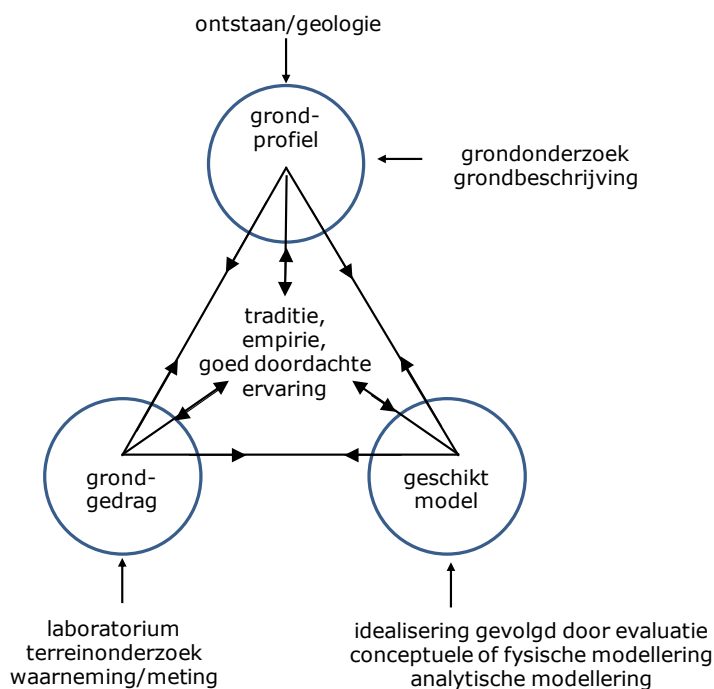 ontstaan/geologie
grond-
profiel
grondonderzoek
grondbeschrijving
traditie,
empirie,
goed doordachte
ervaring
grond-
gedrag
geschikt
model
laboratorium
terreinonderzoek
waarneming/meting
idealisering gevolgd door evaluatie
conceptuele of fysische modellering
analytische modellering